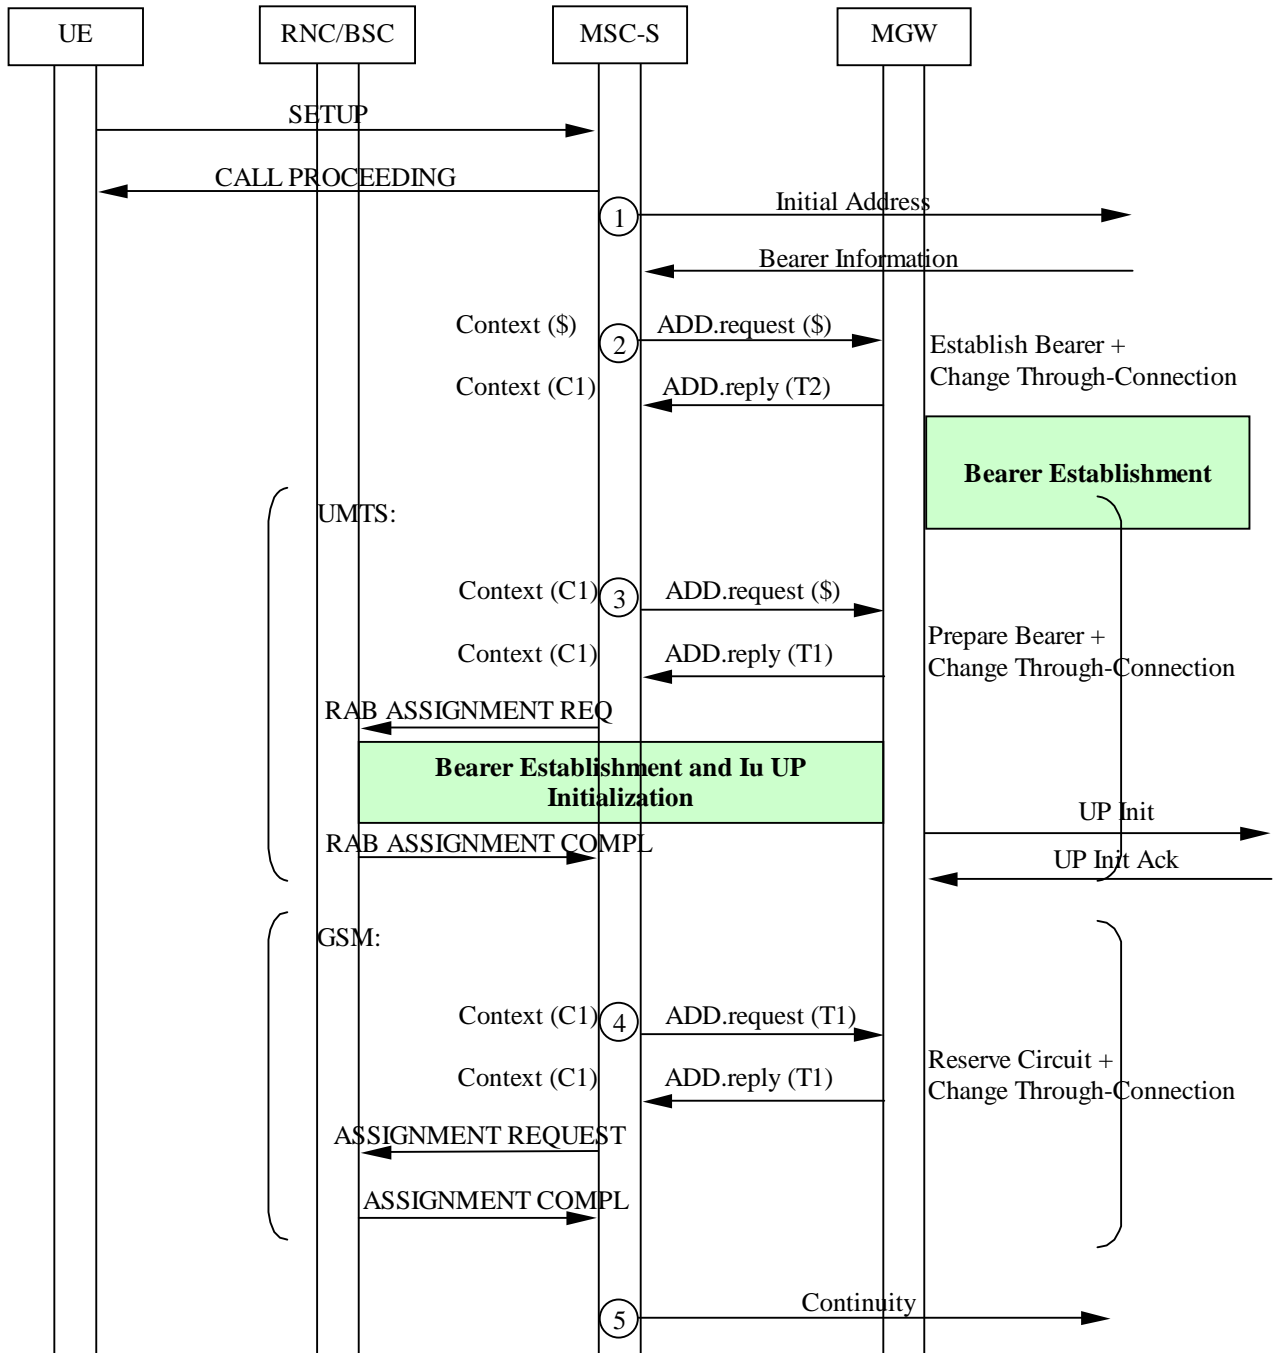 UE
RNC/BSC
MSC-S
MGW
SETUP
CALL PROCEEDING
1
Initial Address
Bearer Information
Context ($)
2
ADD.request ($)
Establish Bearer +
Change Through-Connection
Context (C1)
ADD.reply (T2)
Bearer Establishment
UMTS:
Context (C1)
3
ADD.request ($)
Prepare Bearer +
Change Through-Connection
Context (C1)
ADD.reply (T1)
RAB ASSIGNMENT REQ
Bearer Establishment and Iu UP
Initialization
UP Init
RAB ASSIGNMENT COMPL
UP Init Ack
GSM:
Context (C1)
4
ADD.request (T1)
Reserve Circuit +
Change Through-Connection
Context (C1)
ADD.reply (T1)
ASSIGNMENT REQUEST
ASSIGNMENT COMPL
5
Continuity